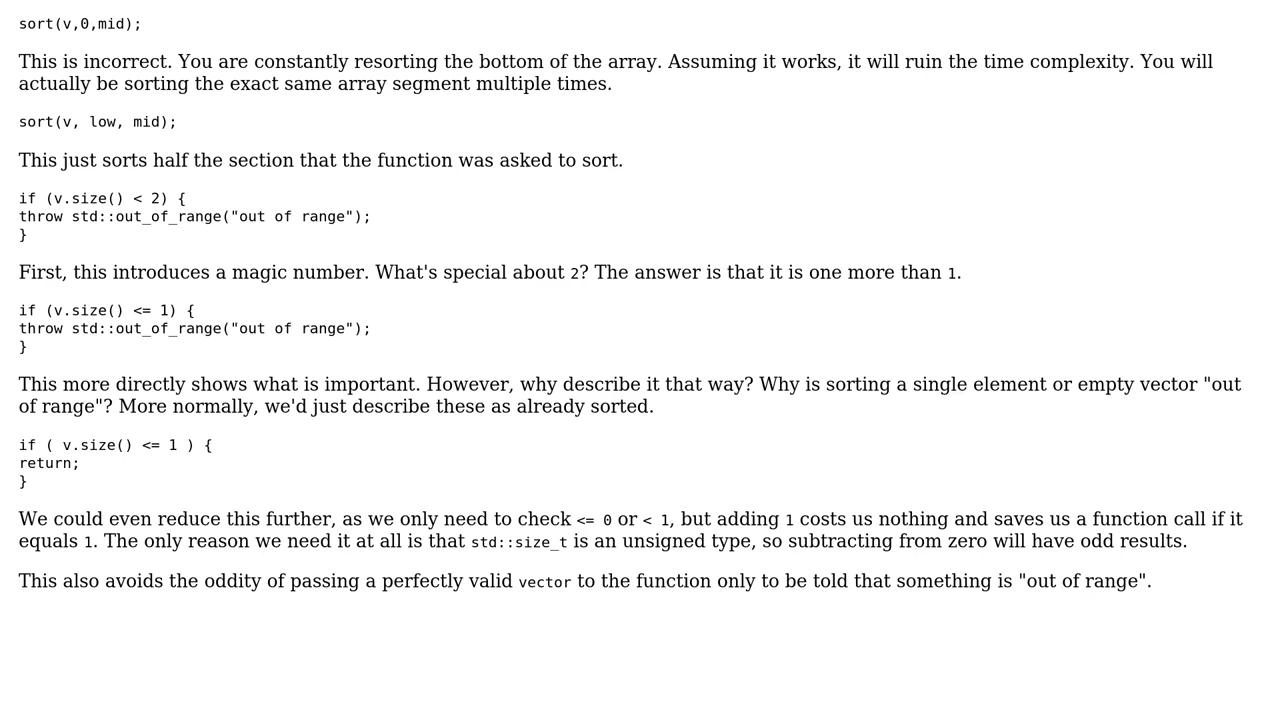 sort(v,0,mid);
This is incorrect. You are constantly resorting the bottom of the array. Assuming it works, it will ruin the time complexity. You will
actually be sorting the exact same array segment multiple times.
sort(v, low, mid);
This just sorts half the section that the function was asked to sort.
if (v.size() < 2) {
throw std::out_of_range("out of range");
}
First, this introduces a magic number. What's special about 2? The answer is that it is one more than 1.
if (v.size() <= 1) {
throw std::out_of_range("out of range");
}
This more directly shows what is important. However, why describe it that way? Why is sorting a single element or empty vector "out
of range"? More normally, we'd just describe these as already sorted.
if ( v.size() <= 1 ) {
return;
}
We could even reduce this further, as we only need to check <= 0 or < 1, but adding 1 costs us nothing and saves us a function call if it
equals 1. The only reason we need it at all is that std::size_t is an unsigned type, so subtracting from zero will have odd results.
This also avoids the oddity of passing a perfectly valid vector to the function only to be told that something is "out of range".